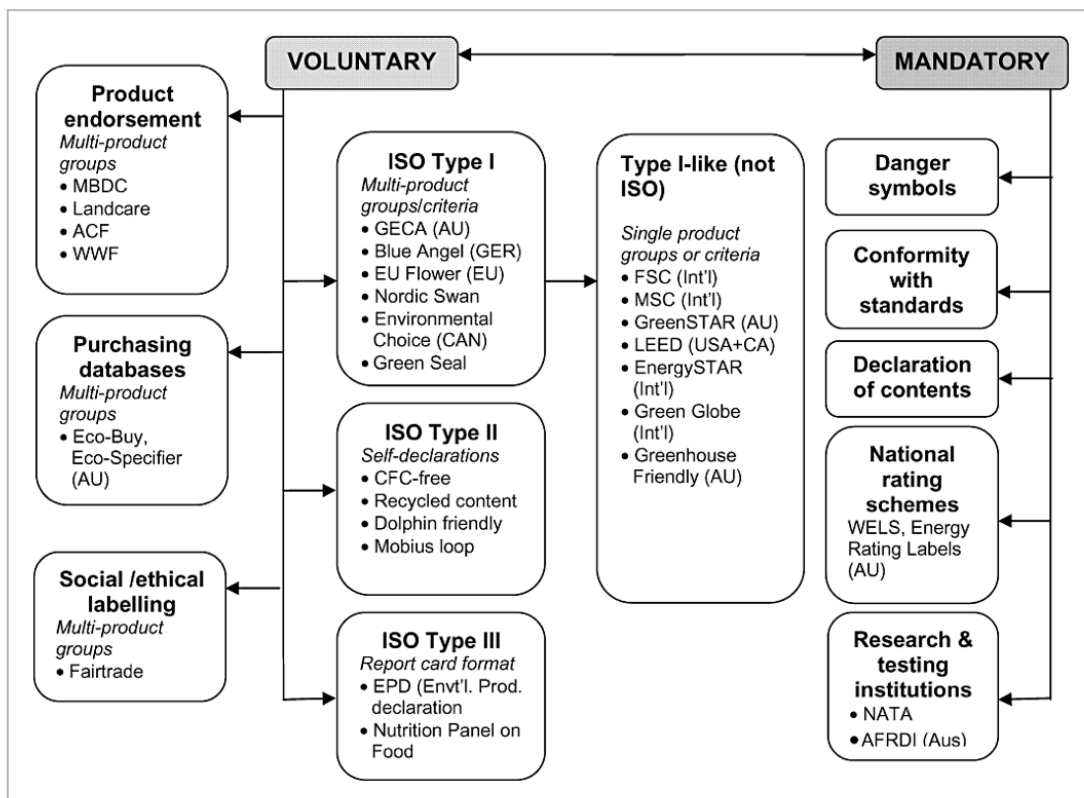 VOLUNTARY
MANDATORY
Product
endorsement
Multi-product
groups
• MBDC
• Landcare
• ACF
• WWF
Purchasing
databases
Multi-product
groups
• Eco-Buy,
Eco-Specifier
(AU)
Social /ethical
labelling
Multi-product
groups
• Fairtrade
ISO Type I
Multi-product
groups/criteria
• GECA (AU)
• Blue Angel (GER)
• EU Flower (EU)
• Nordic Swan
• Environmental
Choice (CAN)
• Green Seal
ISO Type II
Self-declarations
• CFC-free
• Recycled content
• Dolphin friendly
• Mobius loop
ISO Type III
Report card format
• EPD (Envt'l. Prod.
declaration
• Nutrition Panel on
Food
Type I-like (not
ISO)
Single product
groups or criteria
• FSC (Int'l)
• MSC (Int'l)
• GreenSTAR (AU)
• LEED (USA+CA)
• EnergySTAR
(Int'l)
• Green Globe
(Int'l)
• Greenhouse
Friendly (AU)
Danger
symbols
Conformity
with
standards
Declaration
of contents
National
rating
schemes
WELS, Energy
Rating Labels
(AU)
Research &
testing
institutions
• NATA
• AFRDI (Aus)